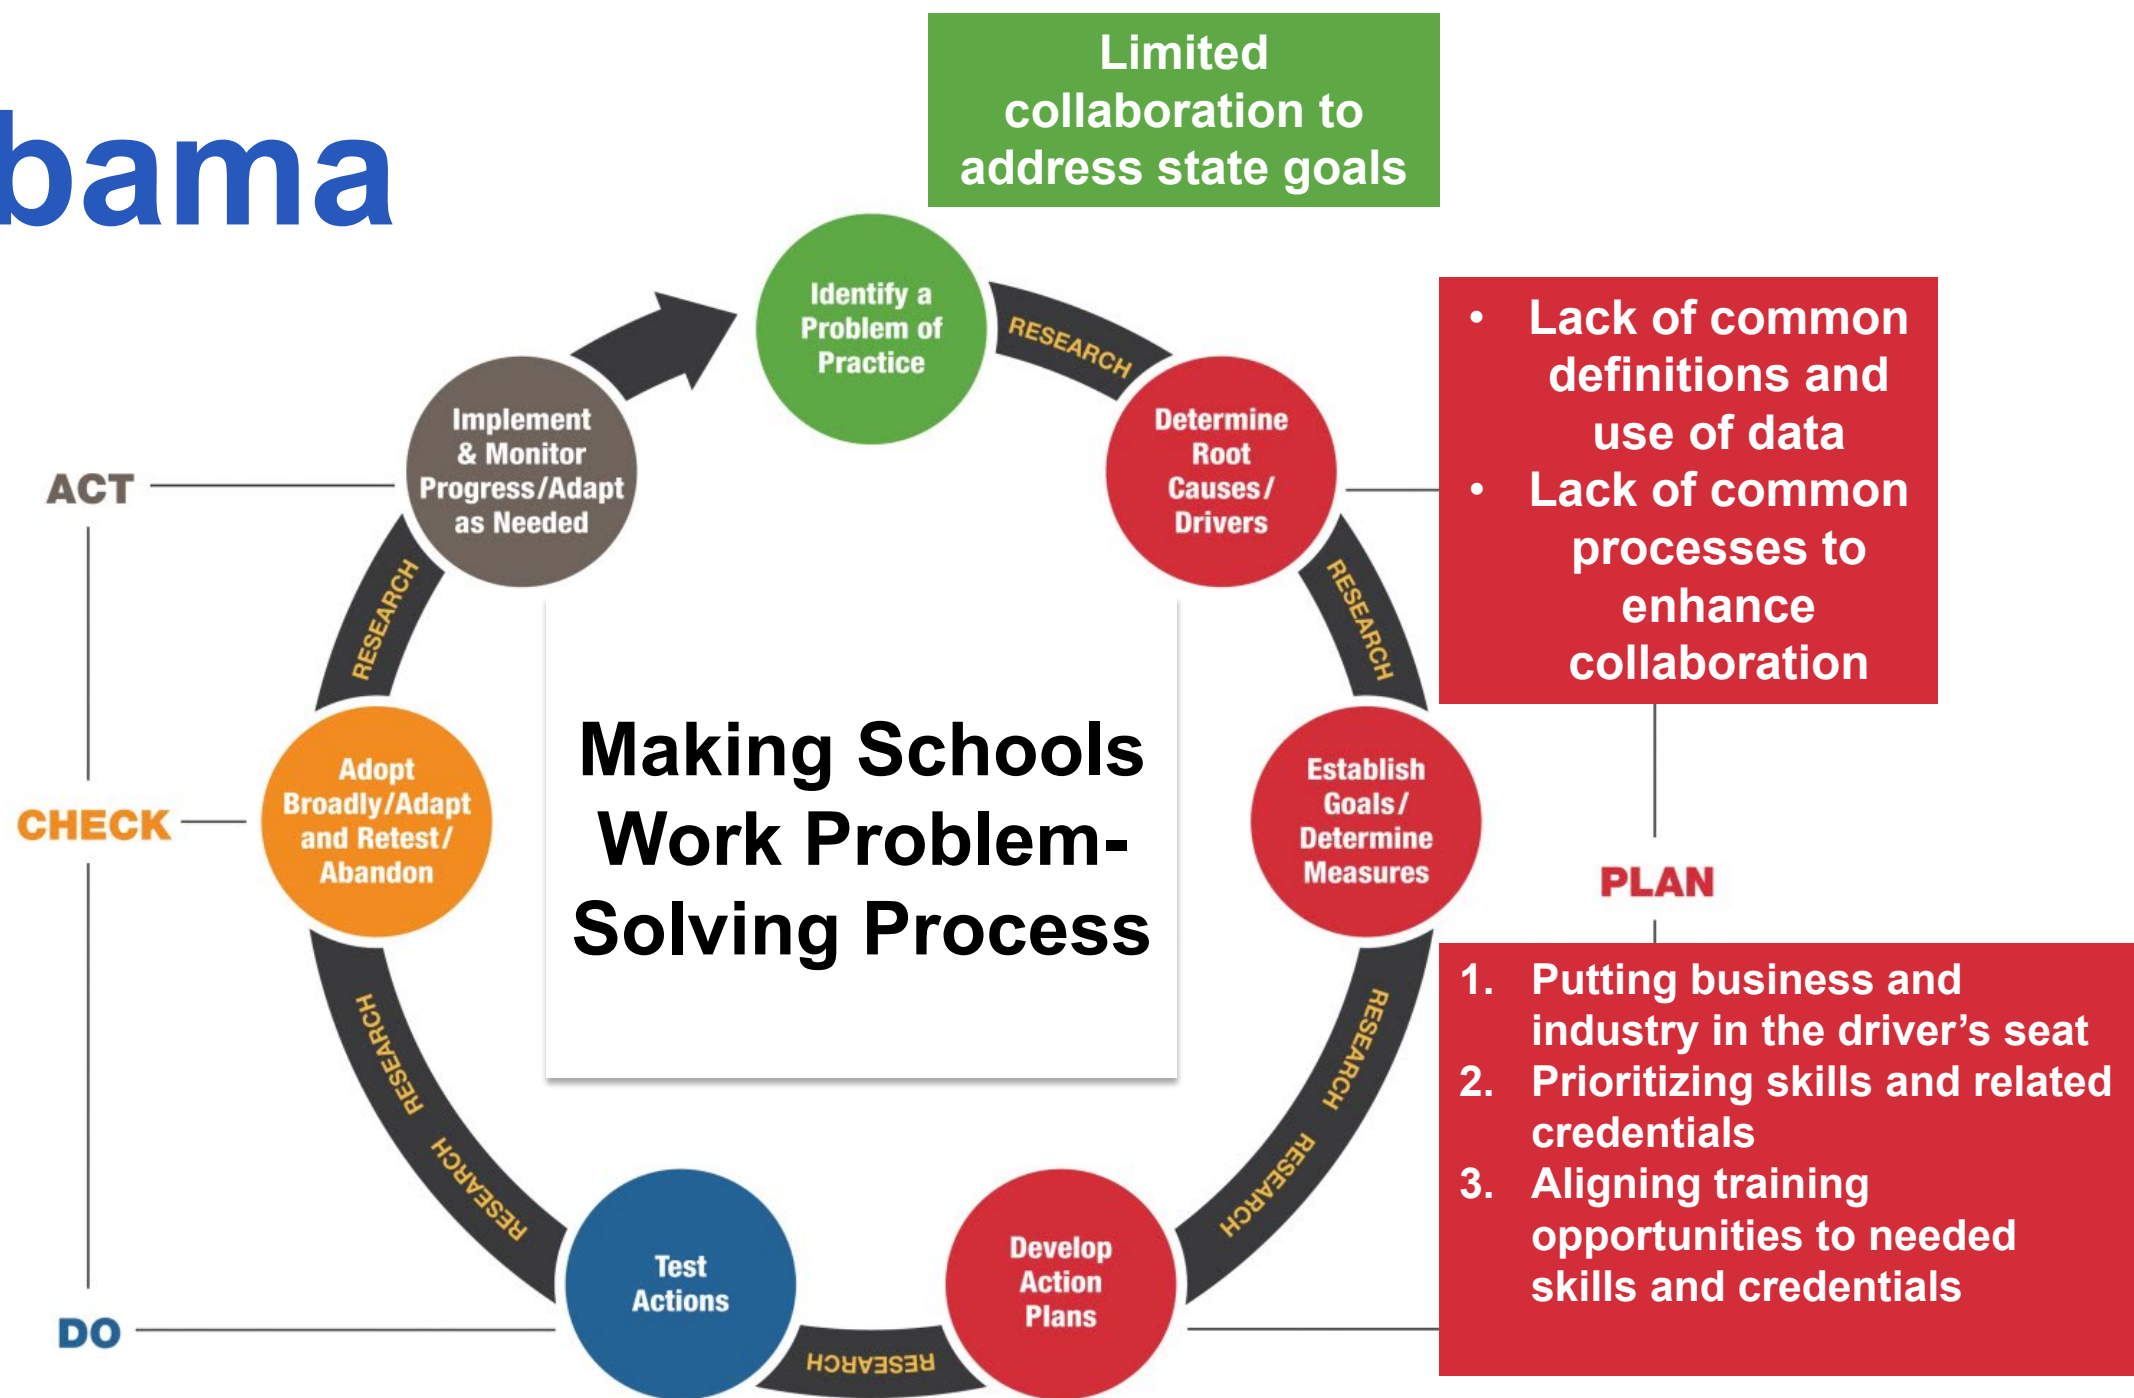 bama
Limited
collaboration to
address state goals
Identify a
Problem of
Practice
RESEARCH
Determine
Root
Causes/
Drivers
• Lack of common
definitions and
use of data
• Lack of common
processes to
enhance
collaboration
RESEARCH
Establish
Goals/
Determine
Measures
PLAN
1. Putting business and
industry in the driver’s seat
2. Prioritizing skills and related
credentials
3. Aligning training
opportunities to needed
skills and credentials
RESEARCH
RESEARCH
Develop
Action
Plans
RESEARCH
Test
Actions
DO
RESEARCH
RESEARCH
Adopt
Broadly/Adapt
and Retest/
Abandon
CHECK
RESEARCH
Implement
& Monitor
Progress/Adapt
as Needed
ACT
Making Schools
Work Problem-
Solving Process